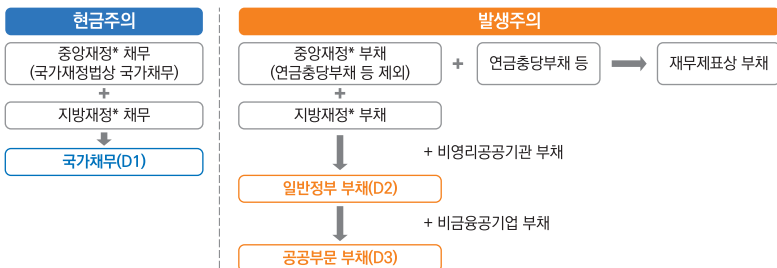 현금주의
중앙재정* 채무
(국가재정법상 국가채무)
+
지방재정* 채무
국가채무(D1)
발생주의
중앙재정* 부채
(연금충당부채 등 제외)
+
연금충당부채 등
재무제표상 부채
+
지방재정* 부채
+ 비영리공공기관 부채
일반정부 부채(D2)
+ 비금융공기업 부채
공공부문 부채(D3)